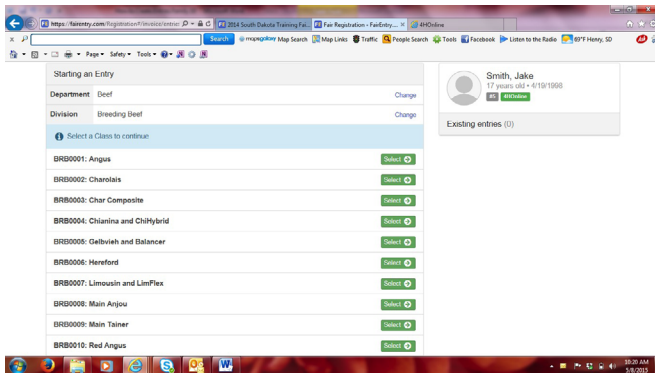 https://fairentry.com/Registration/Invoice/entries
2014 South Dakota Training Fai...
Fair Registration • FairEntry....
4HOnline
x
Search
mapsgalaxy Map Search
Map Links
Traffic
People Search
Tools
Facebook
Listen to the Radio
69°F Henry, SD
Page
Safety
Tools
Starting an Entry
Department Beef Change
Division Breeding Beef Change
Select a Class to continue
BRB0001: Angus Select
BRB0002: Charolais Select
BRB0003: Char Composite Select
BRB0004: Chianina and ChiHybrid Select
BRB0005: Gelbvieh and Balancer Select
BRB0006: Hereford Select
BRB0007: Limousin and LimFlex Select
BRB0008: Main Anjou Select
BRB0009: Main Tainer Select
BRB0010: Red Angus Select
Smith, Jake
17 years old • 4/19/1998
4HOnline
Existing entries (0)
10:20 AM
5/8/2015